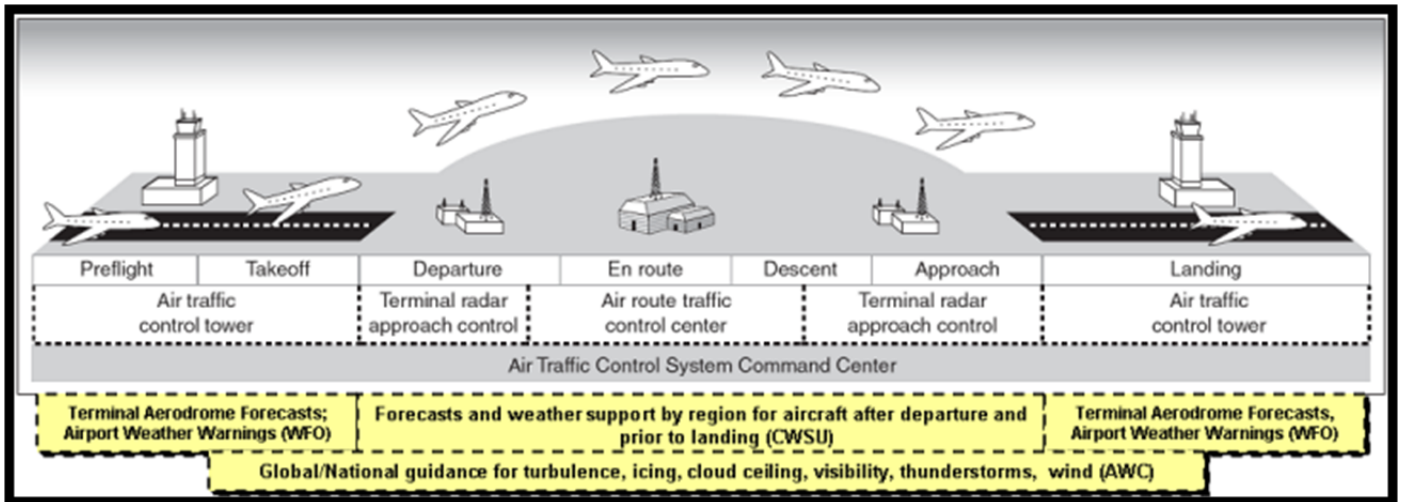 Preflight
Takeoff
Departure
En route
Descent
Approach
Landing
Air traffic
control tower
Terminal radar
approach control
Air route traffic
control center
Terminal radar
approach control
Air traffic
control tower
Air Traffic Control System Command Center
Terminal Aerodrome Forecasts;
Airport Weather Warnings (WFO)
Forecasts and weather support by region for aircraft after departure and
prior to landing (CWSU)
Terminal Aerodrome Forecasts,
Airport Weather Warnings (WFO)
Global/National guidance for turbulence, icing, cloud ceiling, visibility, thunderstorms, wind (AWC)